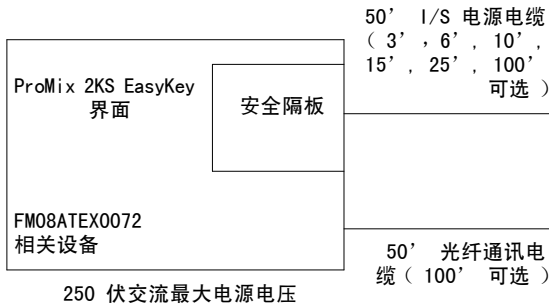 50’ I/S 电源电缆
（ 3’ ，6’, 10’,
15’, 25’, 100’
可选 ）
ProMix 2KS EasyKey
界面
安全隔板
FM08ATEX0072
相关设备
50’ 光纤通讯电
缆（ 100’ 可选 ）
250 伏交流最大电源电压